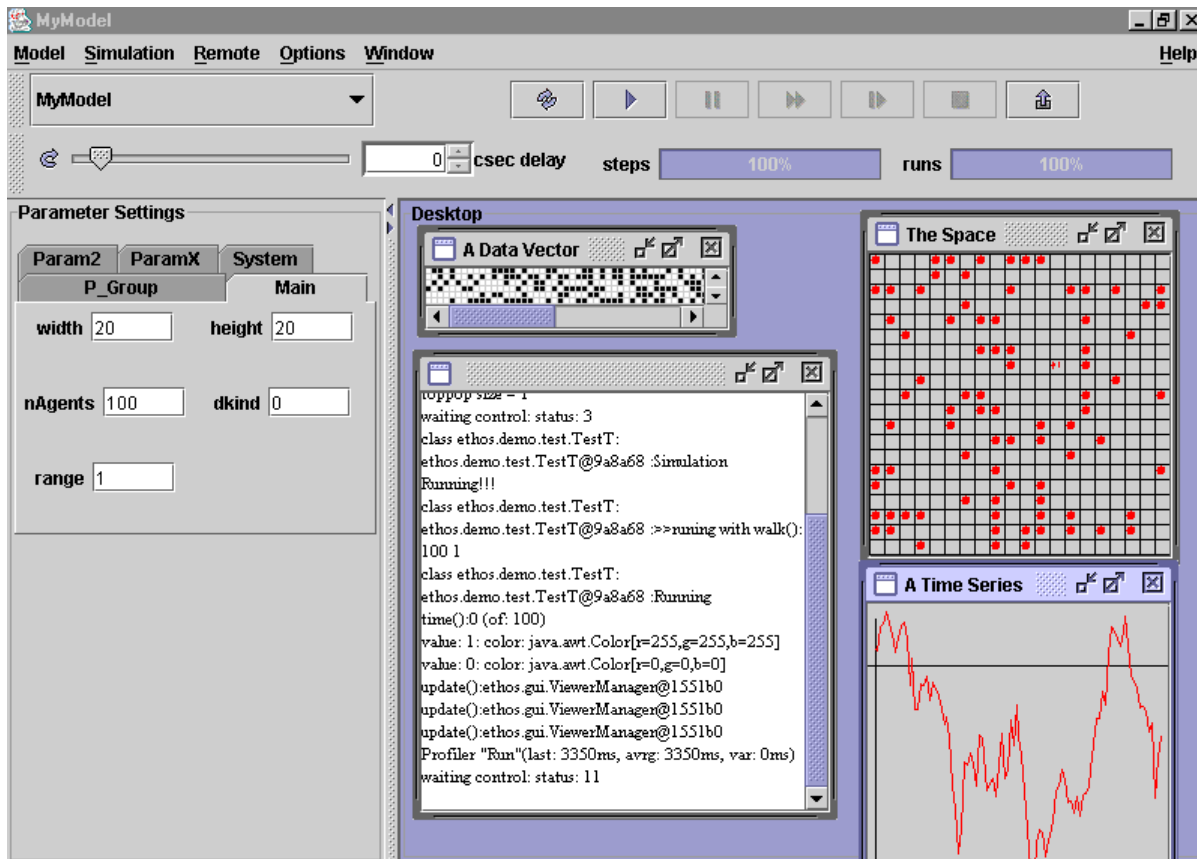 MyModel
Model Simulation Remote Options Window Help
MyModel
0 csec delay steps 100% runs 100%
Parameter Settings
Param2 ParamX System
P_Group Main
width 20 height 20
nAgents 100 dkind 0
range 1
Desktop
A Data Vector
toppop size = 1
waiting control: status: 3
class ethos.demo.test.TestT:
ethos.demo.test.TestT@9a8a68 :Simulation
Running!!!
class ethos.demo.test.TestT:
ethos.demo.test.TestT@9a8a68 :>>runing with walk():
100 1
class ethos.demo.test.TestT:
ethos.demo.test.TestT@9a8a68 :Running
time():0 (of: 100)
value: 1: color: java.awt.Color[r=255,g=255,b=255]
value: 0: color: java.awt.Color[r=0,g=0,b=0]
update():ethos.gui.ViewerManager@1551b0
update():ethos.gui.ViewerManager@1551b0
update():ethos.gui.ViewerManager@1551b0
Profiler "Run"(last: 3350ms, avrg: 3350ms, var: 0ms)
waiting control: status: 11
The Space
A Time Series